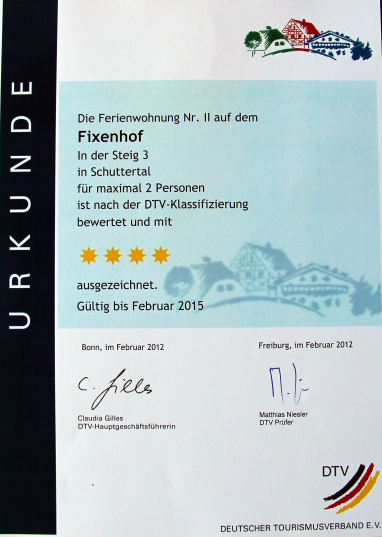 URKUNDE
Die Ferienwohnung Nr. II auf dem
Fixenhof
In der Steig 3
in Schuttertal
für maximal 2 Personen
ist nach der DTV-Klassifizierung
bewertet und mit
ausgezeichnet.
Gültig bis Februar 2015
Bonn, im Februar 2012
Freiburg, im Februar 2012
C. Gilles
Claudia Gilles
DTV-Hauptgeschäftsführerin
Matthias Niesler
DTV Prüfer
DTV
DEUTSCHER TOURISMUSVERBAND E.V.